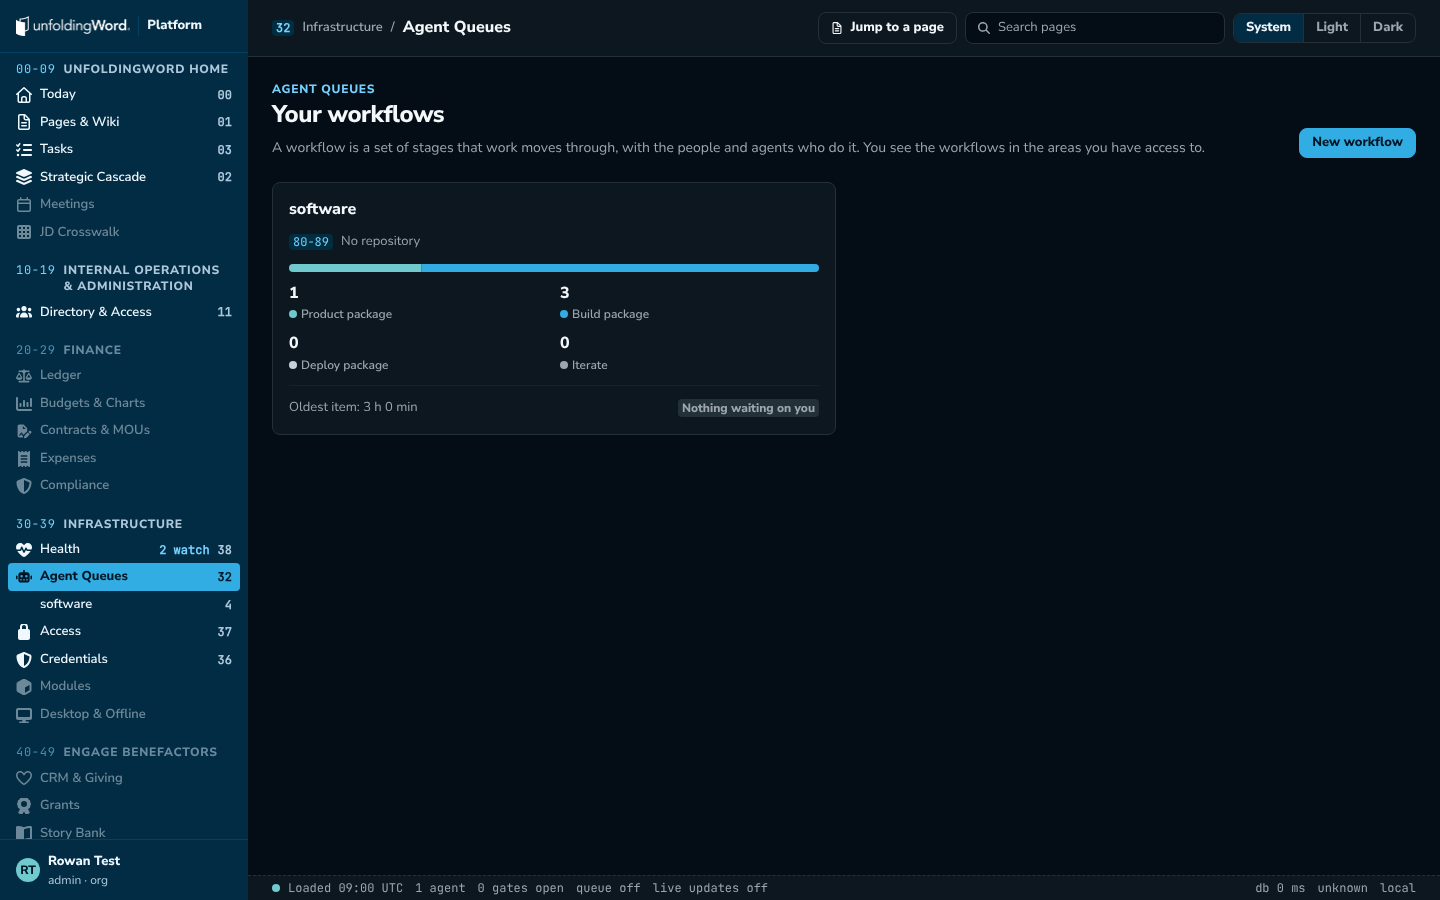 unfoldingWord. Platform
00-09 UNFOLDINGWORD HOME
Today 00
Pages & Wiki 01
Tasks 03
Strategic Cascade 02
Meetings
JD Crosswalk
10-19 INTERNAL OPERATIONS
& ADMINISTRATION
Directory & Access 11
20-29 FINANCE
Ledger
Budgets & Charts
Contracts & MOUs
Expenses
Compliance
30-39 INFRASTRUCTURE
Health 2 watch 38
Agent Queues 32
software 4
Access 37
Credentials 36
Modules
Desktop & Offline
40-49 ENGAGE BENEFACTORS
CRM & Giving
Grants
Story Bank
RT Rowan Test
admin · org
32 Infrastructure / Agent Queues
Jump to a page
Search pages
System Light Dark
AGENT QUEUES
Your workflows
A workflow is a set of stages that work moves through, with the people and agents who do it. You see the workflows in the areas you have access to.
New workflow
software
80-89 No repository
1 3
Product package Build package
0 0
Deploy package Iterate
Oldest item: 3 h 0 min Nothing waiting on you
Loaded 09:00 UTC 1 agent 0 gates open queue off live updates off db 0 ms unknown local